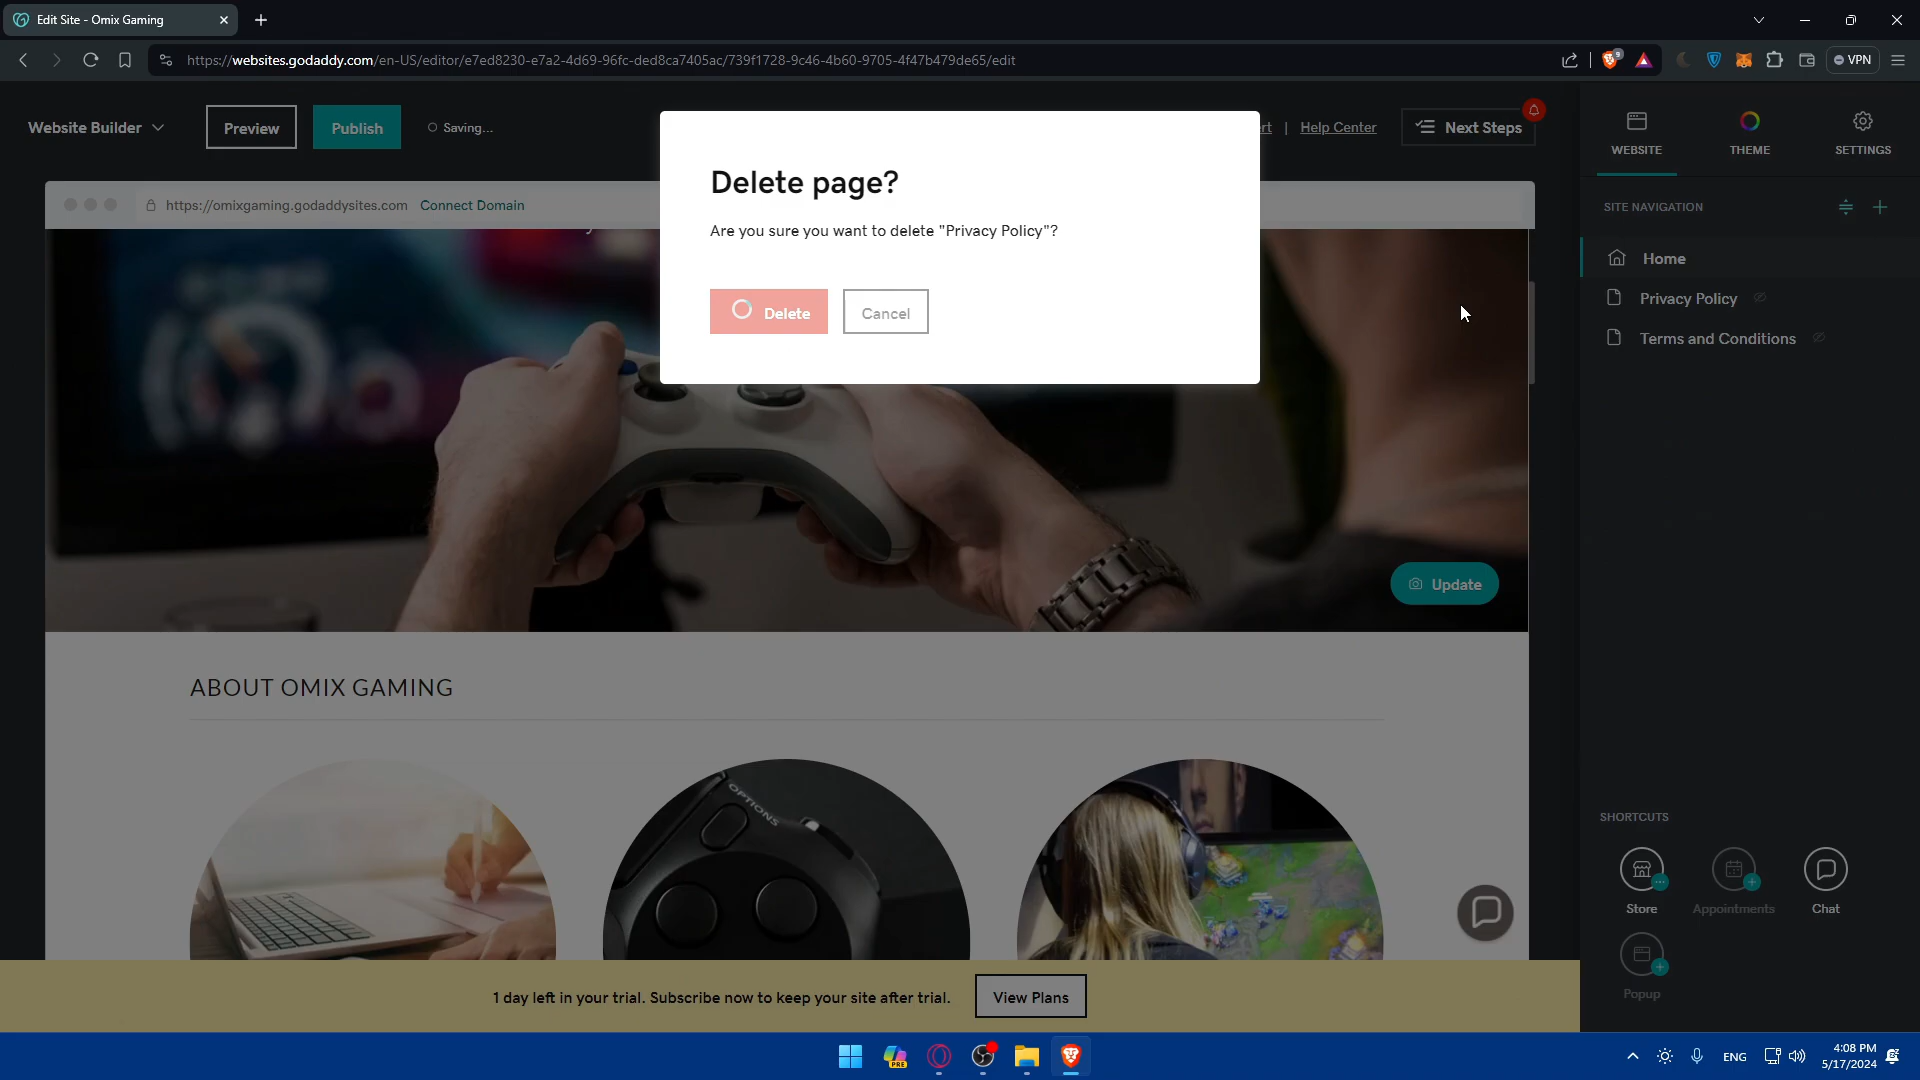 Edit Site - Omix Gaming
https://websites.godaddy.com/en-US/editor/e7ed8230-e7a2-4d69-96fc-ded8ca7405ac/739f1728-9c46-4b60-9705-4f47b479de65/edit
9
VPN
Website Builder
Preview
Publish
Saving...
Help Center
Next Steps
WEBSITE
THEME
SETTINGS
https://omixgaming.godaddysites.com
Connect Domain
Delete page?
Are you sure you want to delete "Privacy Policy"?
Delete
Cancel
SITE NAVIGATION
Home
Privacy Policy
Terms and Conditions
Update
ABOUT OMIX GAMING
OPTIONS
SHORTCUTS
Store
Appointments
Chat
Popup
1 day left in your trial. Subscribe now to keep your site after trial.
View Plans
PRE
ENG
4:08 PM
5/17/2024